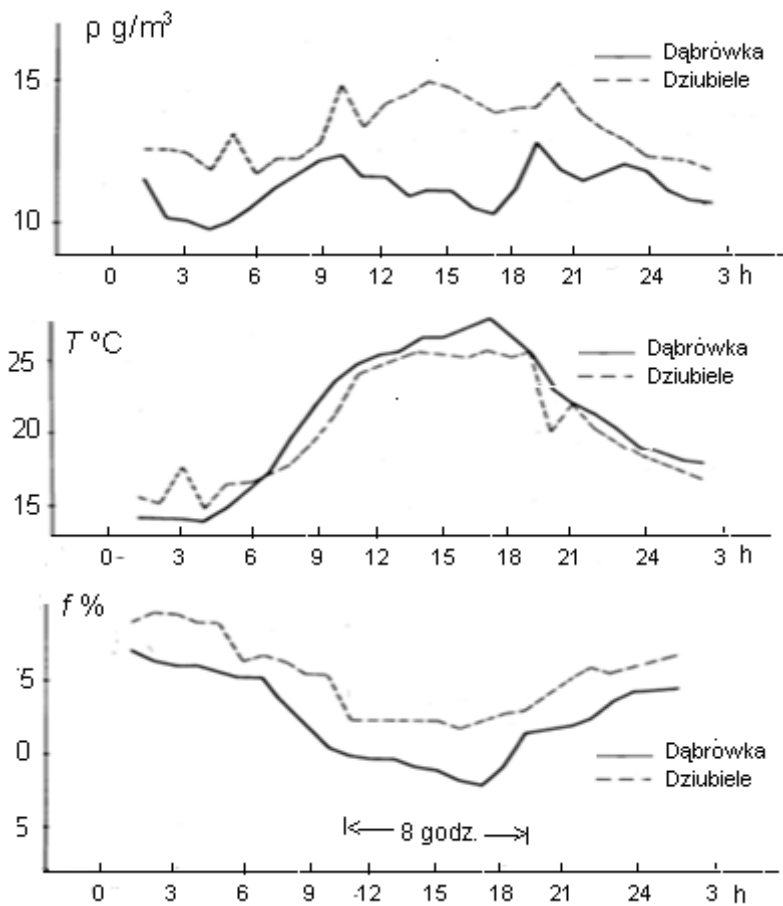 ρ g/m³
15
10
Dąbrówka
Dziubiele
0 3 6 9 12 15 18 21 24 3 h
T ºC
25
20
15
Dąbrówka
Dziubiele
0- 3 6 9 12 15 18 21 24 3 h
f %
5
0
5
Dąbrówka
Dziubiele
8 godz.
0 3 6 9 -12 15 18 21 24 3 h